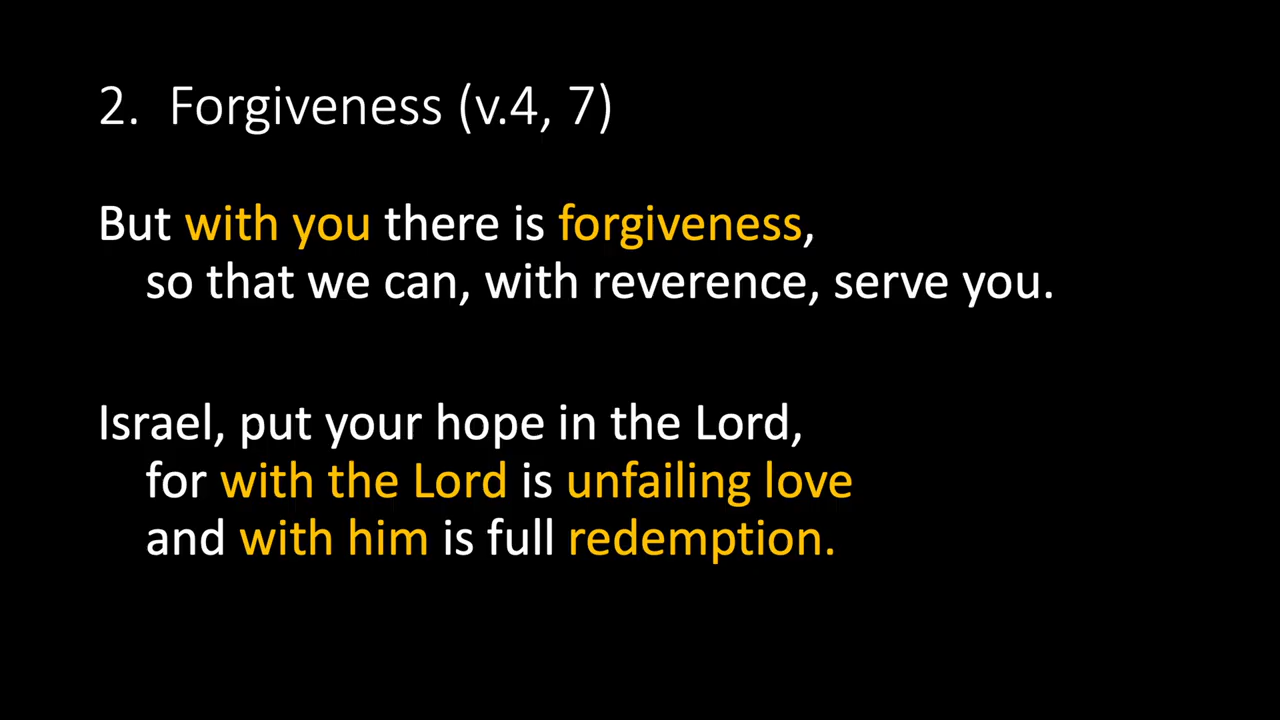 2. Forgiveness (v.4, 7)
But with you there is forgiveness,
so that we can, with reverence, serve you.
Israel, put your hope in the Lord,
for with the Lord is unfailing love
and with him is full redemption.